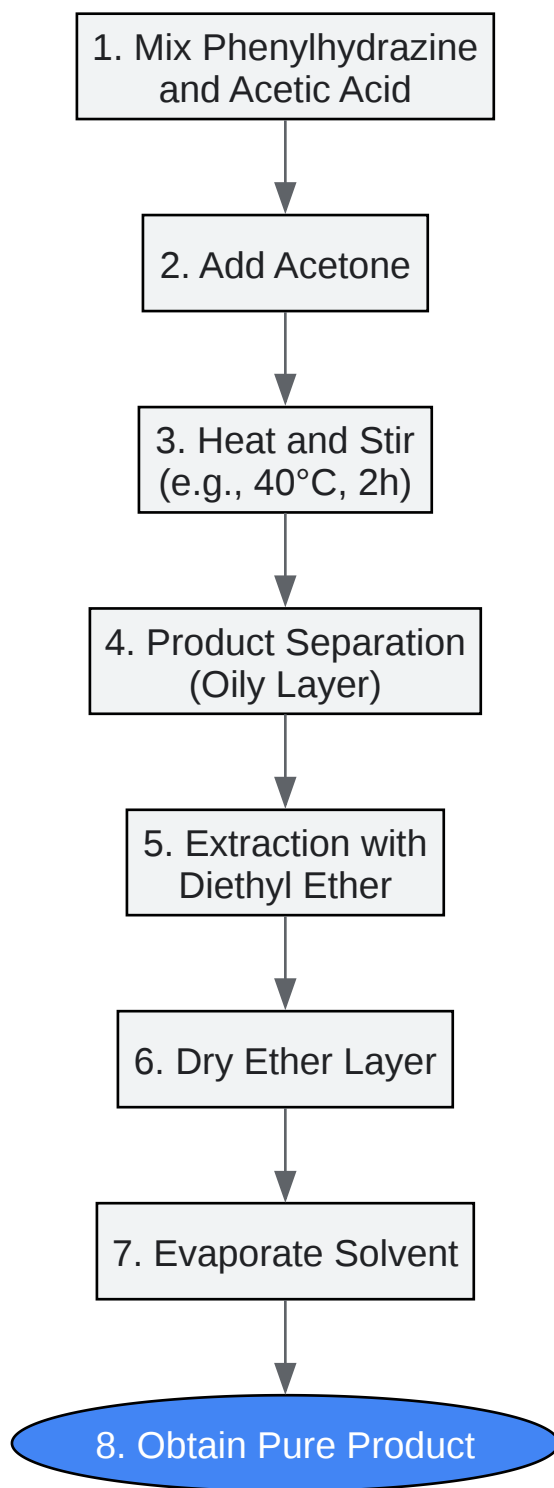 1. Mix Phenylhydrazine
and Acetic Acid
2. Add Acetone
3. Heat and Stir
(e.g., 40°C, 2h)
4. Product Separation
(Oily Layer)
5. Extraction with
Diethyl Ether
6. Dry Ether Layer
7. Evaporate Solvent
8. Obtain Pure Product